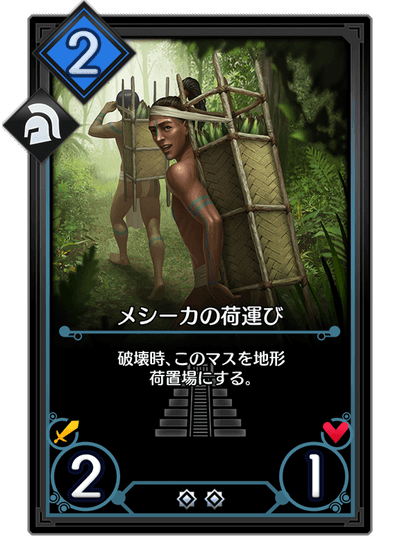 2
メシーカの荷運び
破壊時、このマスを地形
荷置場にする。
2
1